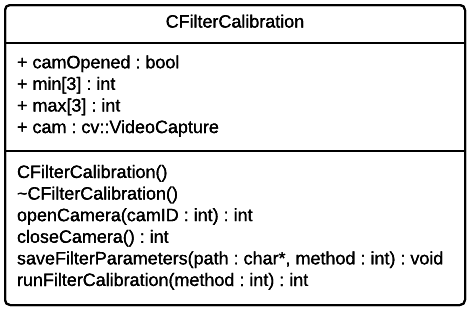 CFilterCalibration
+ camOpened : bool
+ min[3] : int
+ max[3] : int
+ cam : cv::VideoCapture
CFilterCalibration()
~CFilterCalibration()
openCamera(camID : int) : int
closeCamera() : int
saveFilterParameters(path : char*, method : int) : void
runFilterCalibration(method : int) : int